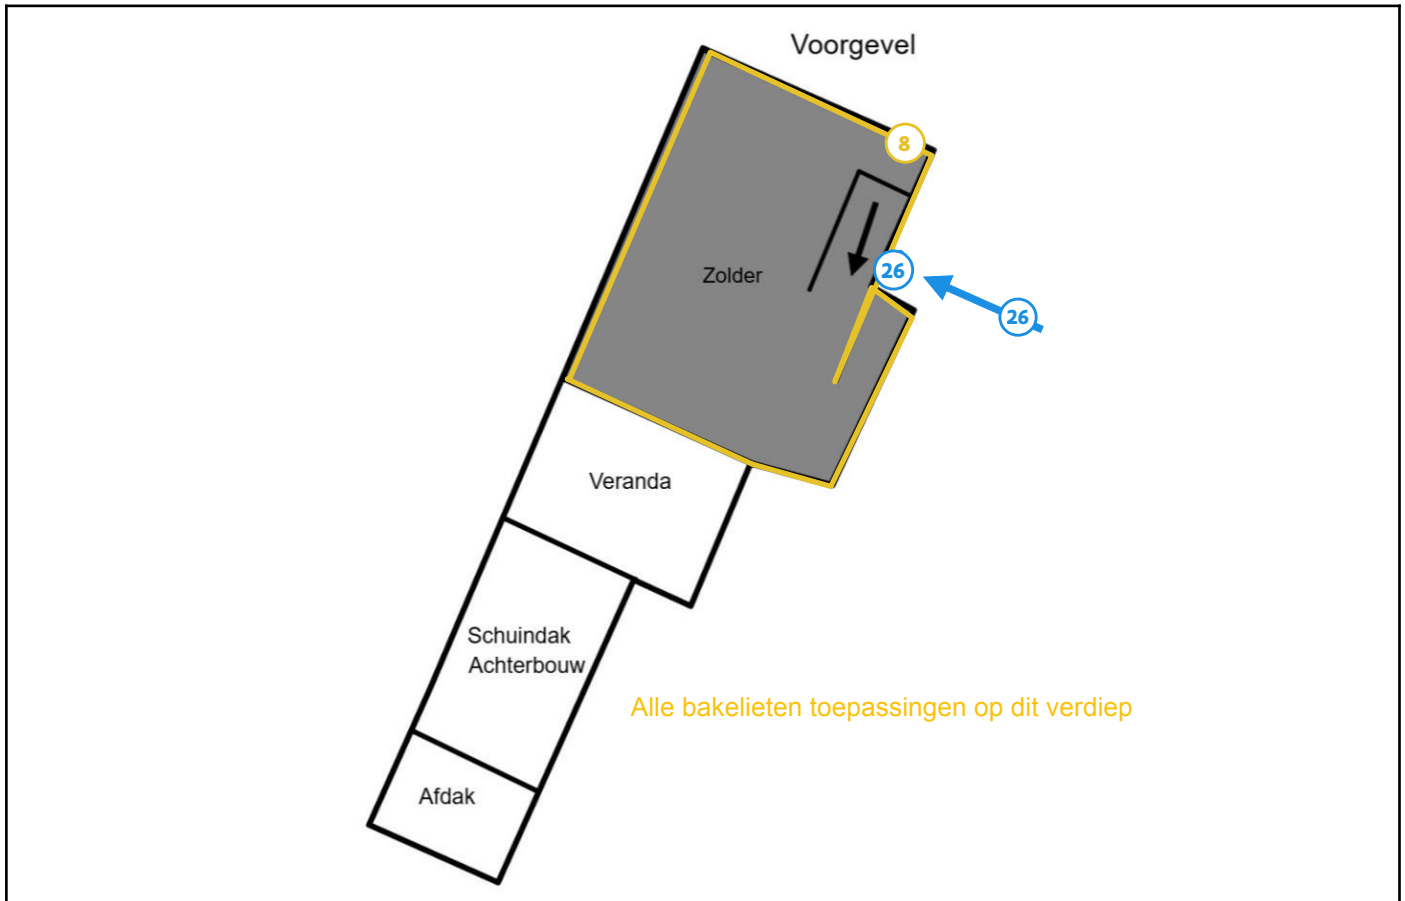 Voorgevel
8
Zolder
26
26
Veranda
Schuindak
Achterbouw
Alle bakelieten toepassingen op dit verdiep
Afdak